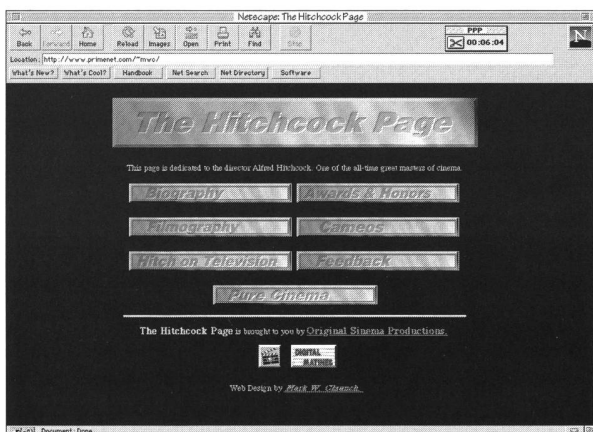 Netscape: The Hitchcock Page
Back Forward Home Reload Images Open Print Find Stop
PPP
00:06:04
N
Location: http://www.primenet.com/~mwc/
What's New? What's Cool? Handbook Net Search Net Directory Software
The Hitchcock Page
This page is dedicated to the director Alfred Hitchcock. One of the all-time great masters of cinema.
Biography Awards & Honors
Filmography Cameos
Hitch on Television Feedback
Pure Cinema
The Hitchcock Page is brought to you by Original Sinema Productions.
DIGITAL
MATINEE
Web Design by Mark W.
Document: Done